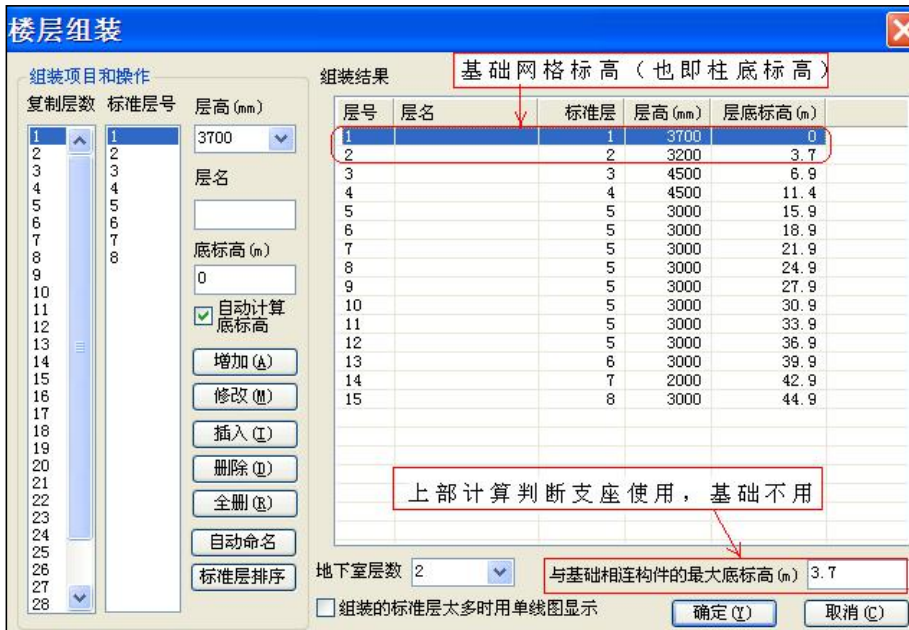 楼层组装
组装项目和操作
复制层数 标准层号 层高(mm)
1
2
3
4
5
6
7
8
9
10
11
12
13
14
15
16
17
18
19
20
21
22
23
24
25
26
27
28
1
2
3
4
5
6
7
8
3700
层名
底标高(m)
0
自动计算
底标高
增加(A)
修改(M)
插入(I)
删除(D)
全删(R)
自动命名
标准层排序
组装结果
基础网格标高（也即柱底标高）
层号 层名 标准层 层高(mm) 层底标高(m)
1 1 3700 0
2 2 3200 3.7
3 3 4500 6.9
4 4 4500 11.4
5 5 3000 15.9
6 5 3000 18.9
7 5 3000 21.9
8 5 3000 24.9
9 5 3000 27.9
10 5 3000 30.9
11 5 3000 33.9
12 5 3000 36.9
13 6 3000 39.9
14 7 2000 42.9
15 8 3000 44.9
上部计算判断支座使用，基础不用
地下室层数 2
与基础相连构件的最大底标高(m) 3.7
组装的标准层太多时用单线图显示
确定(Y) 取消(C)